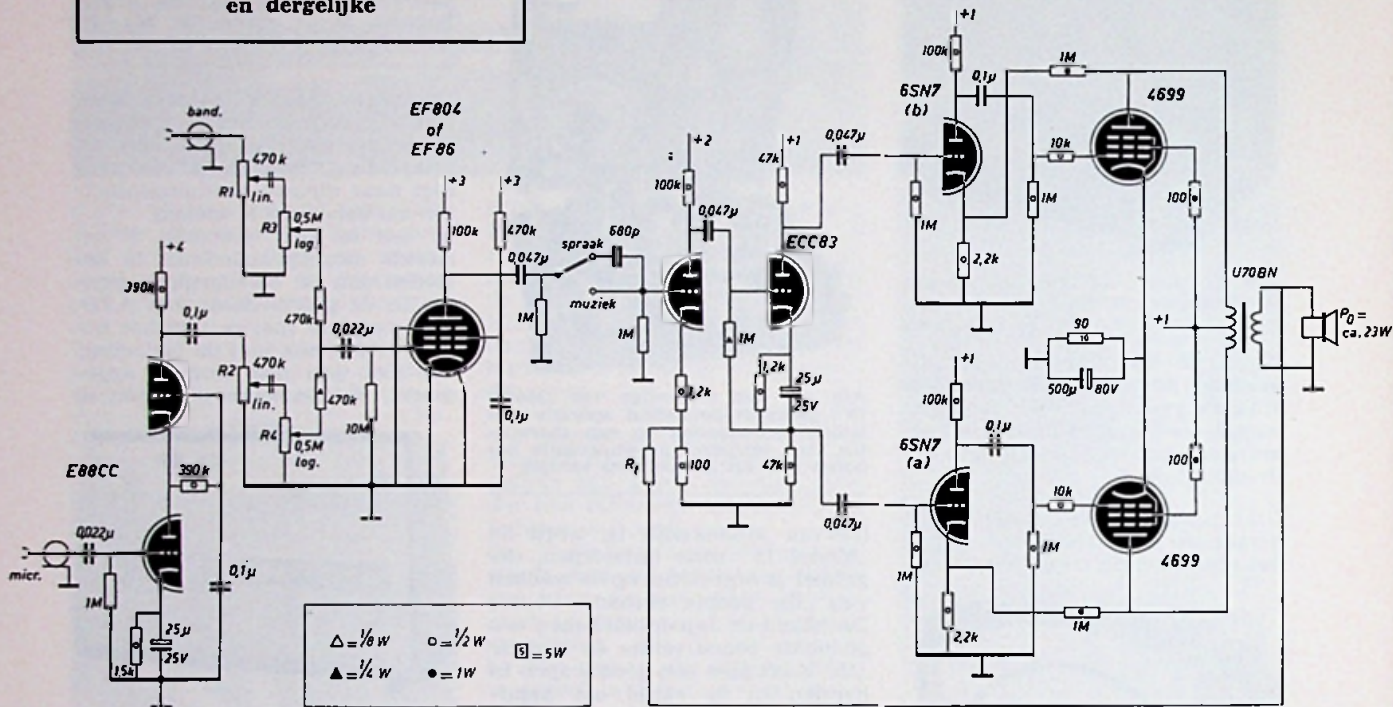 en dergelijke
band.
470k
R1
lin.
R3
0,5M
log
+4
390k
0,1µ
R2
470k
lin.
R4
0,5M
log.
470k
470k
E88CC
390k
0,022µ
micr.
1M
1,5k
25µ
25V
0,1µ
EF804
of
EF86
+3
+3
100k
470k
0,022µ
10M
0,1µ
0,047µ
1M
spraak
680p
muziek
1M
+2
100k
0,047µ
+1
47k
ECC83
1M
1,2k
1,2k
25µ
25V
Rt
100
47k
0,047µ
0,047µ
+1
100k
6SN7
(b)
0,1µ
1M
1M
2,2k
1M
10k
4699
100
90
10
500µ
80V
+1
U70BN
Po=
ca. 23W
+1
100k
6SN7
(a)
0,1µ
1M
1M
2,2k
10k
1M
4699
100
△ = 1/8 W
▲ = 1/4 W
○ = 1/2 W
● = 1W
5 = 5W